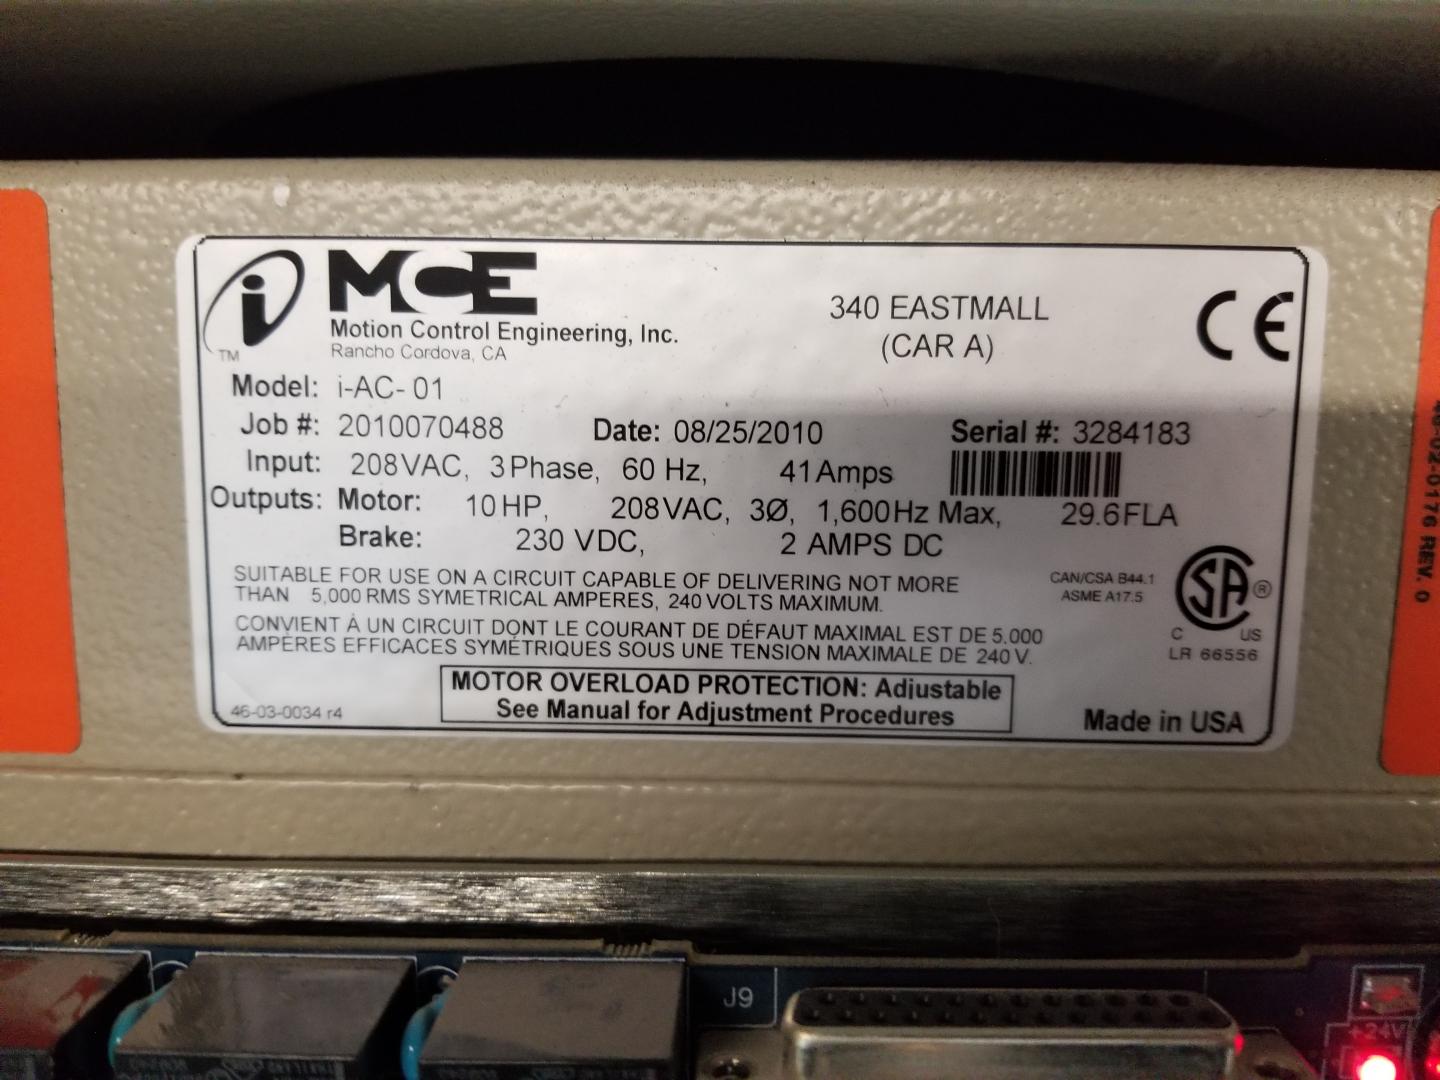 i MCE
TM
Motion Control Engineering, Inc.
Rancho Cordova, CA
340 EASTMALL
(CAR A)
CE
Model: i-AC- 01
Job #: 2010070488 Date: 08/25/2010 Serial #: 3284183
Input: 208VAC, 3 Phase, 60 Hz, 41 Amps
Outputs: Motor: 10 HP, 208VAC, 3Ø, 1,600Hz Max, 29.6FLA
Brake: 230 VDC, 2 AMPS DC
SUITABLE FOR USE ON A CIRCUIT CAPABLE OF DELIVERING NOT MORE
THAN 5,000 RMS SYMETRICAL AMPERES, 240 VOLTS MAXIMUM.
CONVIENT À UN CIRCUIT DONT LE COURANT DE DÉFAUT MAXIMAL EST DE 5.000
AMPÈRES EFFICACES SYMÉTRIQUES SOUS UNE TENSION MAXIMALE DE 240 V.
CAN/CSA B44.1
ASME A17.5
SA ®
C US
LR 66556
MOTOR OVERLOAD PROTECTION: Adjustable
See Manual for Adjustment Procedures
46-03-0034 r4
Made in USA
-02-0176 REV. 0
J9
+24V